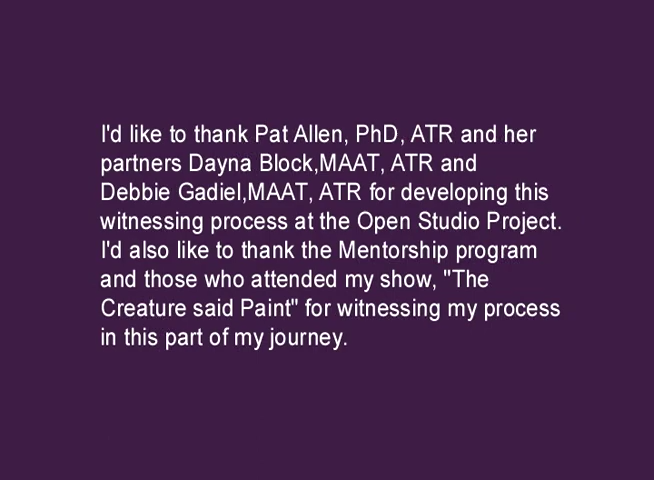 I'd like to thank Pat Allen, PhD, ATR and her
partners Dayna Block,MAAT, ATR and
Debbie Gadiel,MAAT, ATR for developing this
witnessing process at the Open Studio Project.
I'd also like to thank the Mentorship program
and those who attended my show, "The
Creature said Paint" for witnessing my process
in this part of my journey.